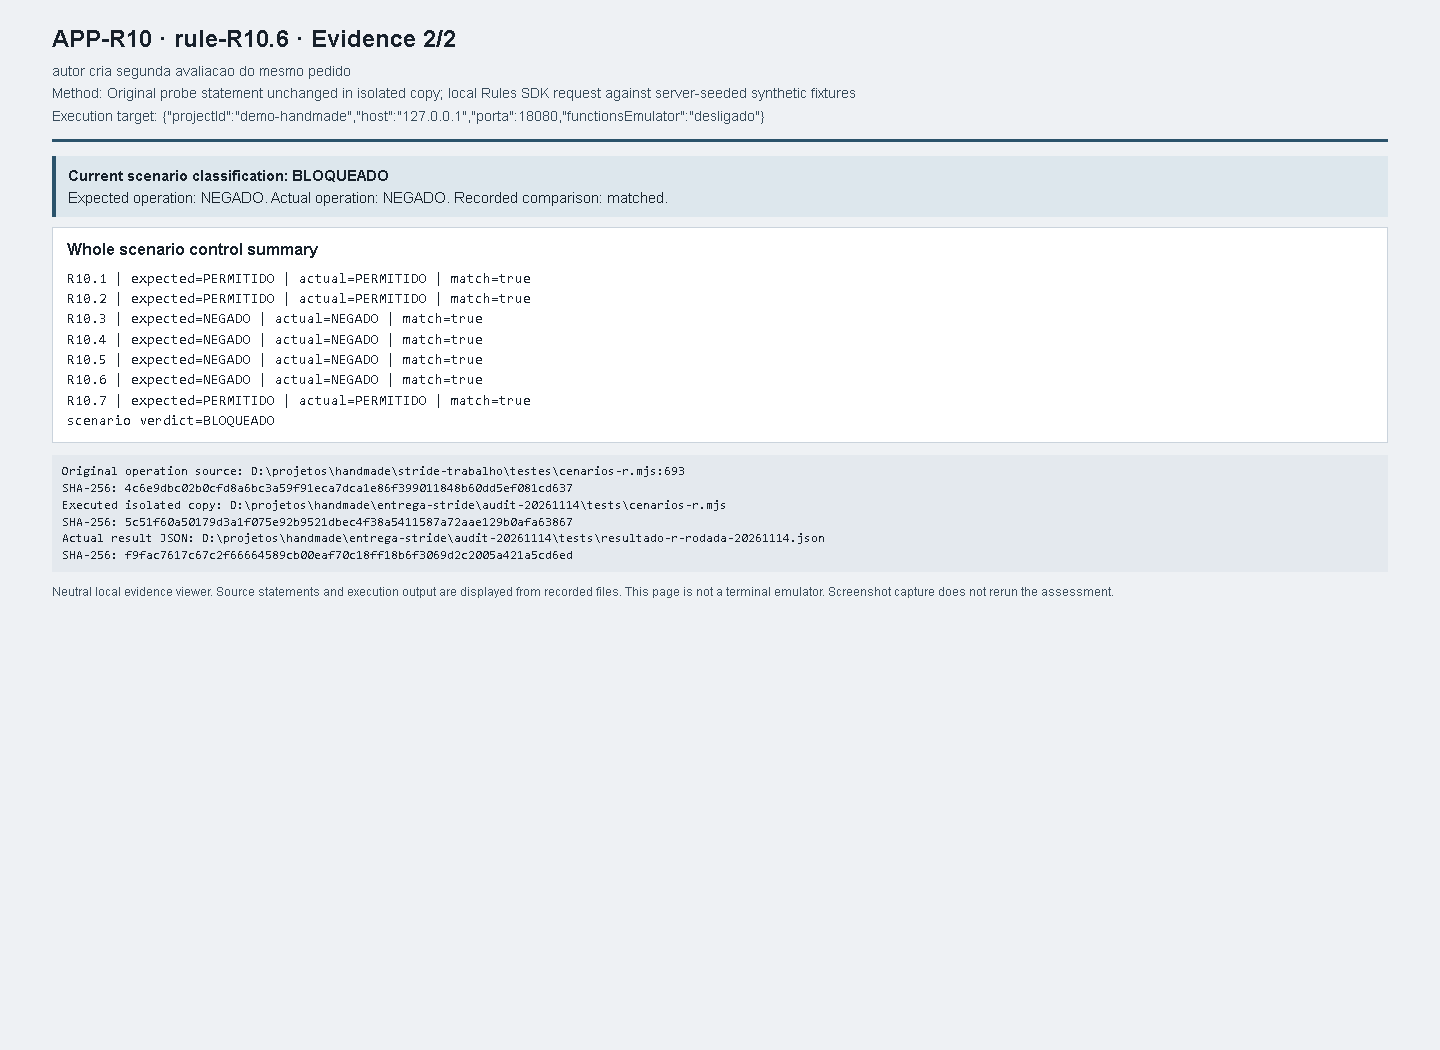 APP-R10 · rule-R10.6 · Evidence 2/2
autor cria segunda avaliacao do mesmo pedido
Method: Original probe statement unchanged in isolated copy; local Rules SDK request against server-seeded synthetic fixtures
Execution target: {"projectId":"demo-handmade","host":"127.0.0.1","porta":18080,"functionsEmulator":"desligado"}
Current scenario classification: BLOQUEADO
Expected operation: NEGADO. Actual operation: NEGADO. Recorded comparison: matched.
Whole scenario control summary
R10.1 | expected=PERMITIDO | actual=PERMITIDO | match=true
R10.2 | expected=PERMITIDO | actual=PERMITIDO | match=true
R10.3 | expected=NEGADO | actual=NEGADO | match=true
R10.4 | expected=NEGADO | actual=NEGADO | match=true
R10.5 | expected=NEGADO | actual=NEGADO | match=true
R10.6 | expected=NEGADO | actual=NEGADO | match=true
R10.7 | expected=PERMITIDO | actual=PERMITIDO | match=true
scenario verdict=BLOQUEADO
Original operation source: D:\projetos\handmade\stride-trabalho\testes\cenarios-r.mjs:693
SHA-256: 4c6e9dbc02b0cfd8a6bc3a59f91eca7dca1e86f399011848b60dd5ef081cd637
Executed isolated copy: D:\projetos\handmade\entrega-stride\audit-20261114\tests\cenarios-r.mjs
SHA-256: 5c51f60a50179d3a1f075e92b9521dbec4f38a5411587a72aae129b0afa63867
Actual result JSON: D:\projetos\handmade\entrega-stride\audit-20261114\tests\resultado-r-rodada-20261114.json
SHA-256: f9fac7617c67c2f66664589cb00eaf70c18ff18b6f3069d2c2005a421a5cd6ed
Neutral local evidence viewer. Source statements and execution output are displayed from recorded files. This page is not a terminal emulator. Screenshot capture does not rerun the assessment.